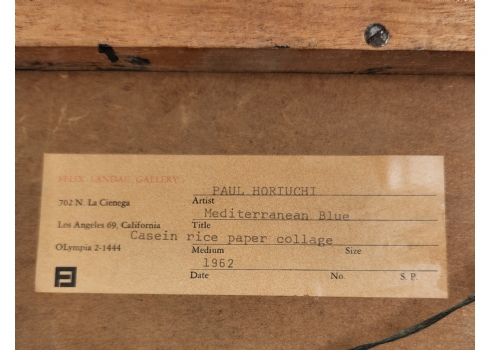 FELIX LANDAU GALLERY
PAUL HORIUCHI
702 N. La Cienega
Artist
Mediterranean Blue
Los Angeles 69, California
Title
Casein rice paper collage
OLympia 2-1444
Medium
Size
1962
Date
No.
S. P.